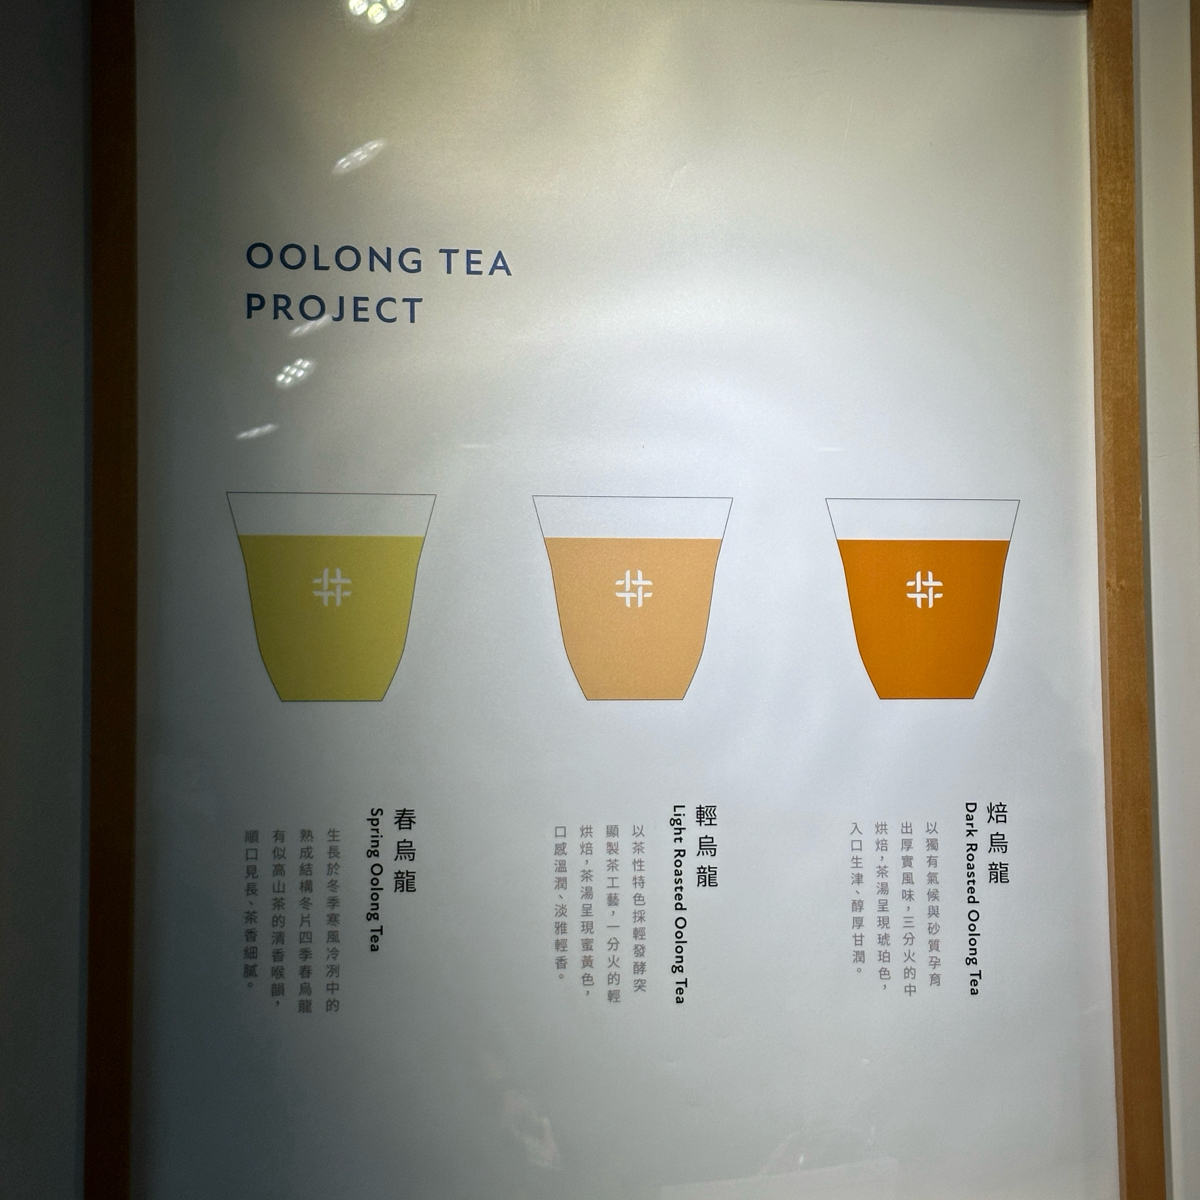 OOLONG TEA
PROJECT
焙烏龍
Dark Roasted Oolong Tea
以獨有氣候與砂質孕育
出厚實風味，三分火的中
烘焙，茶湯呈現琥珀色，
入口生津、醇厚甘潤。
輕烏龍
Light Roasted Oolong Tea
以茶性特色採輕發酵突
顯製茶工藝，一分火的輕
烘焙，茶湯呈現蜜黃色，
口感溫潤、淡雅輕香。
春烏龍
Spring Oolong Tea
生長於冬季寒風冷冽中的
熟成結構冬片四季春烏龍
有似高山茶的清香喉韻，
順口見長、茶香細膩。